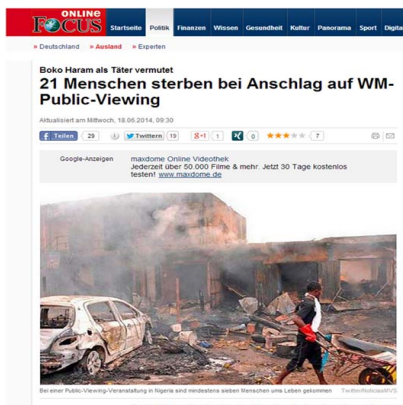 ONLINE
FOCUS
Startseite Politik Finanzen Wissen Gesundheit Kultur Panorama Sport Digita
» Deutschland » Ausland » Experten
Boko Haram als Täter vermutet
21 Menschen sterben bei Anschlag auf WM-
Public-Viewing
Aktualisiert am Mittwoch, 18.06.2014, 09:30
Teilen 29 Twittern 19 +1 1 0 7
Google-Anzeigen maxdome Online Videothek
Jederzeit über 50.000 Filme & mehr. Jetzt 30 Tage kostenlos
testen! www.maxdome.de
Bei einer Public-Viewing-Veranstaltung in Nigeria sind mindestens sieben Menschen ums Leben gekommen